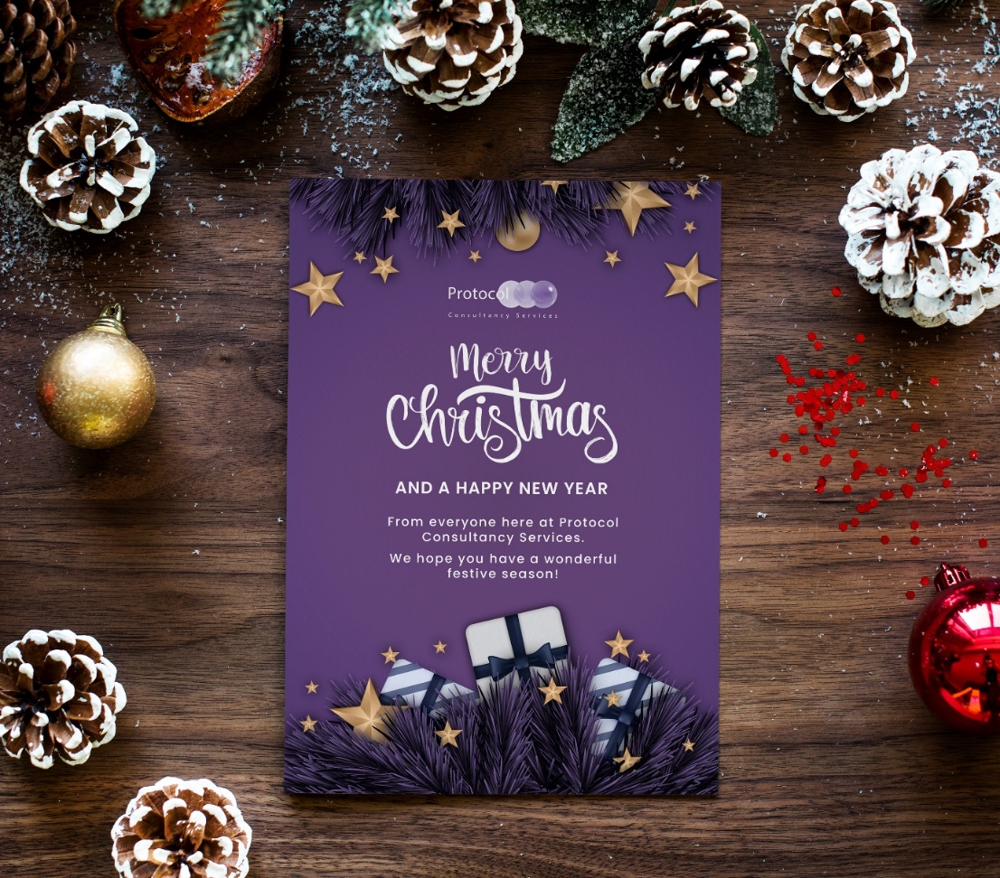 Protocol
Consultancy Services
Merry
Christmas
AND A HAPPY NEW YEAR
From everyone here at Protocol
Consultancy Services.
We hope you have a wonderful
festive season!